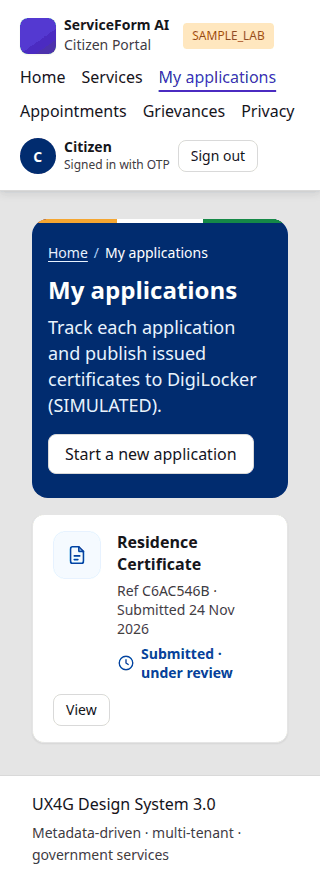 ServiceForm AI
Citizen Portal
SAMPLE_LAB
Home Services My applications
Appointments Grievances Privacy
C
Citizen
Signed in with OTP
Sign out
Home / My applications
My applications
Track each application
and publish issued
certificates to DigiLocker
(SIMULATED).
Start a new application
Residence
Certificate
Ref C6AC546B ·
Submitted 24 Nov
2026
Submitted ·
under review
View
UX4G Design System 3.0
Metadata-driven · multi-tenant ·
government services